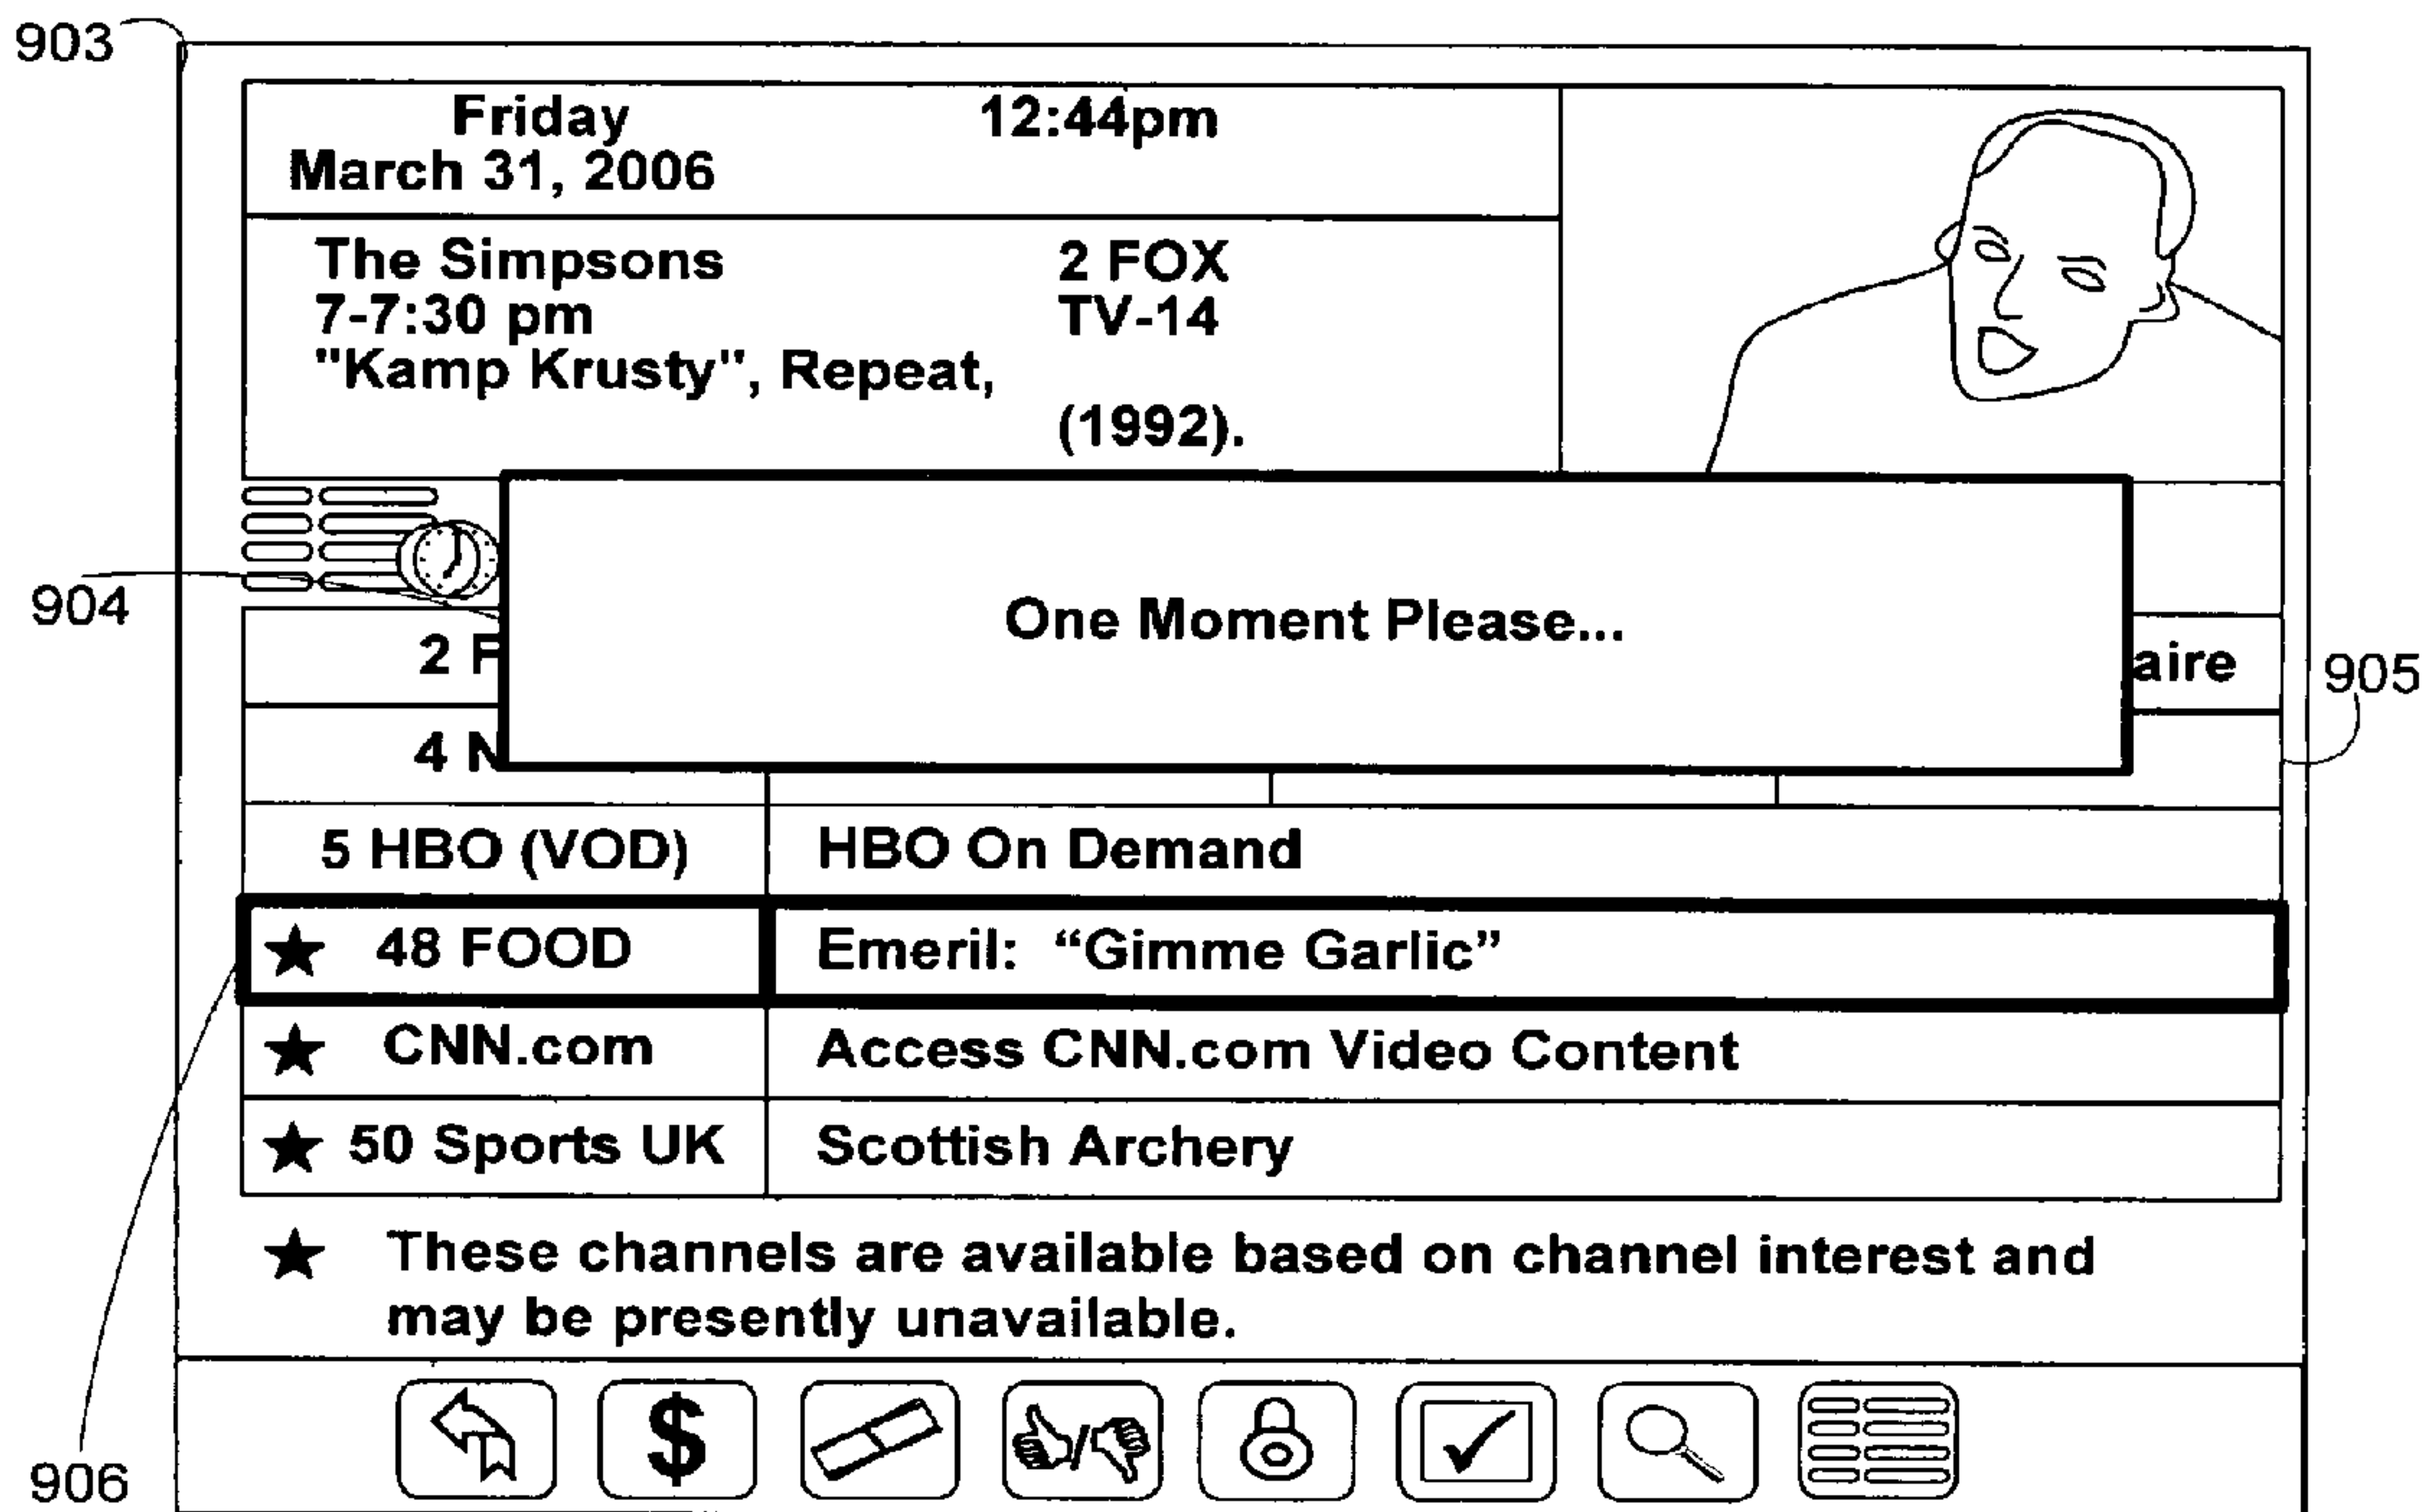 903
Friday 12:44pm
March 31, 2006
The Simpsons 2 FOX
7-7:30 pm TV-14
"Kamp Krusty", Repeat,
(1992).
One Moment Please...
904
2 F
aire
905
4 N
5 HBO (VOD) HBO On Demand
★ 48 FOOD Emeril: “Gimme Garlic”
★ CNN.com Access CNN.com Video Content
★ 50 Sports UK Scottish Archery
★ These channels are available based on channel interest and
may be presently unavailable.
$
/
906